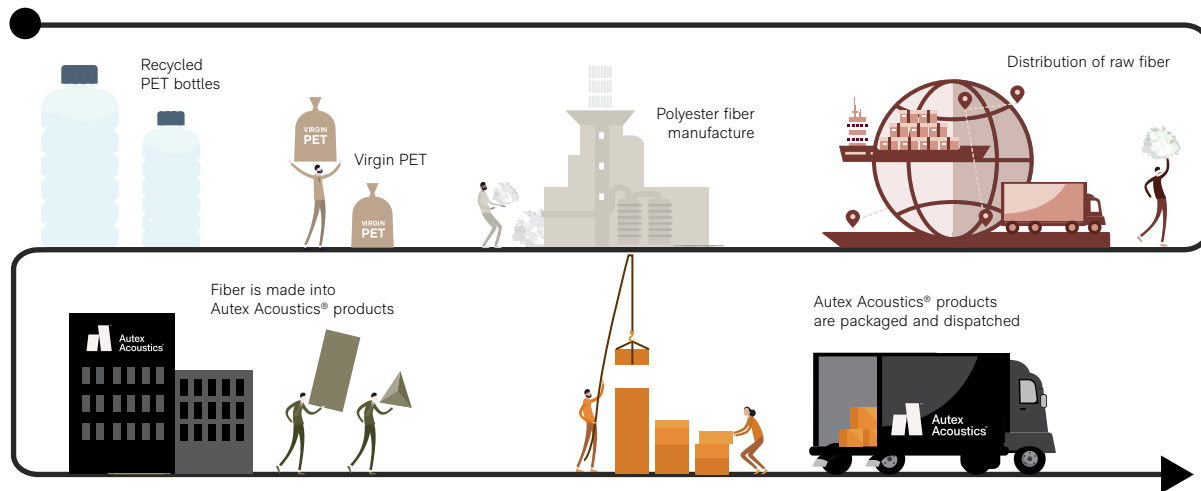 Recycled
PET bottles
VIRGIN
PET
Virgin PET
VIRGIN
PET
Polyester fiber
manufacture
Distribution of raw fiber
Autex
Acoustics®
Fiber is made into
Autex Acoustics® products
Autex Acoustics® products
are packaged and dispatched
Autex
Acoustics®